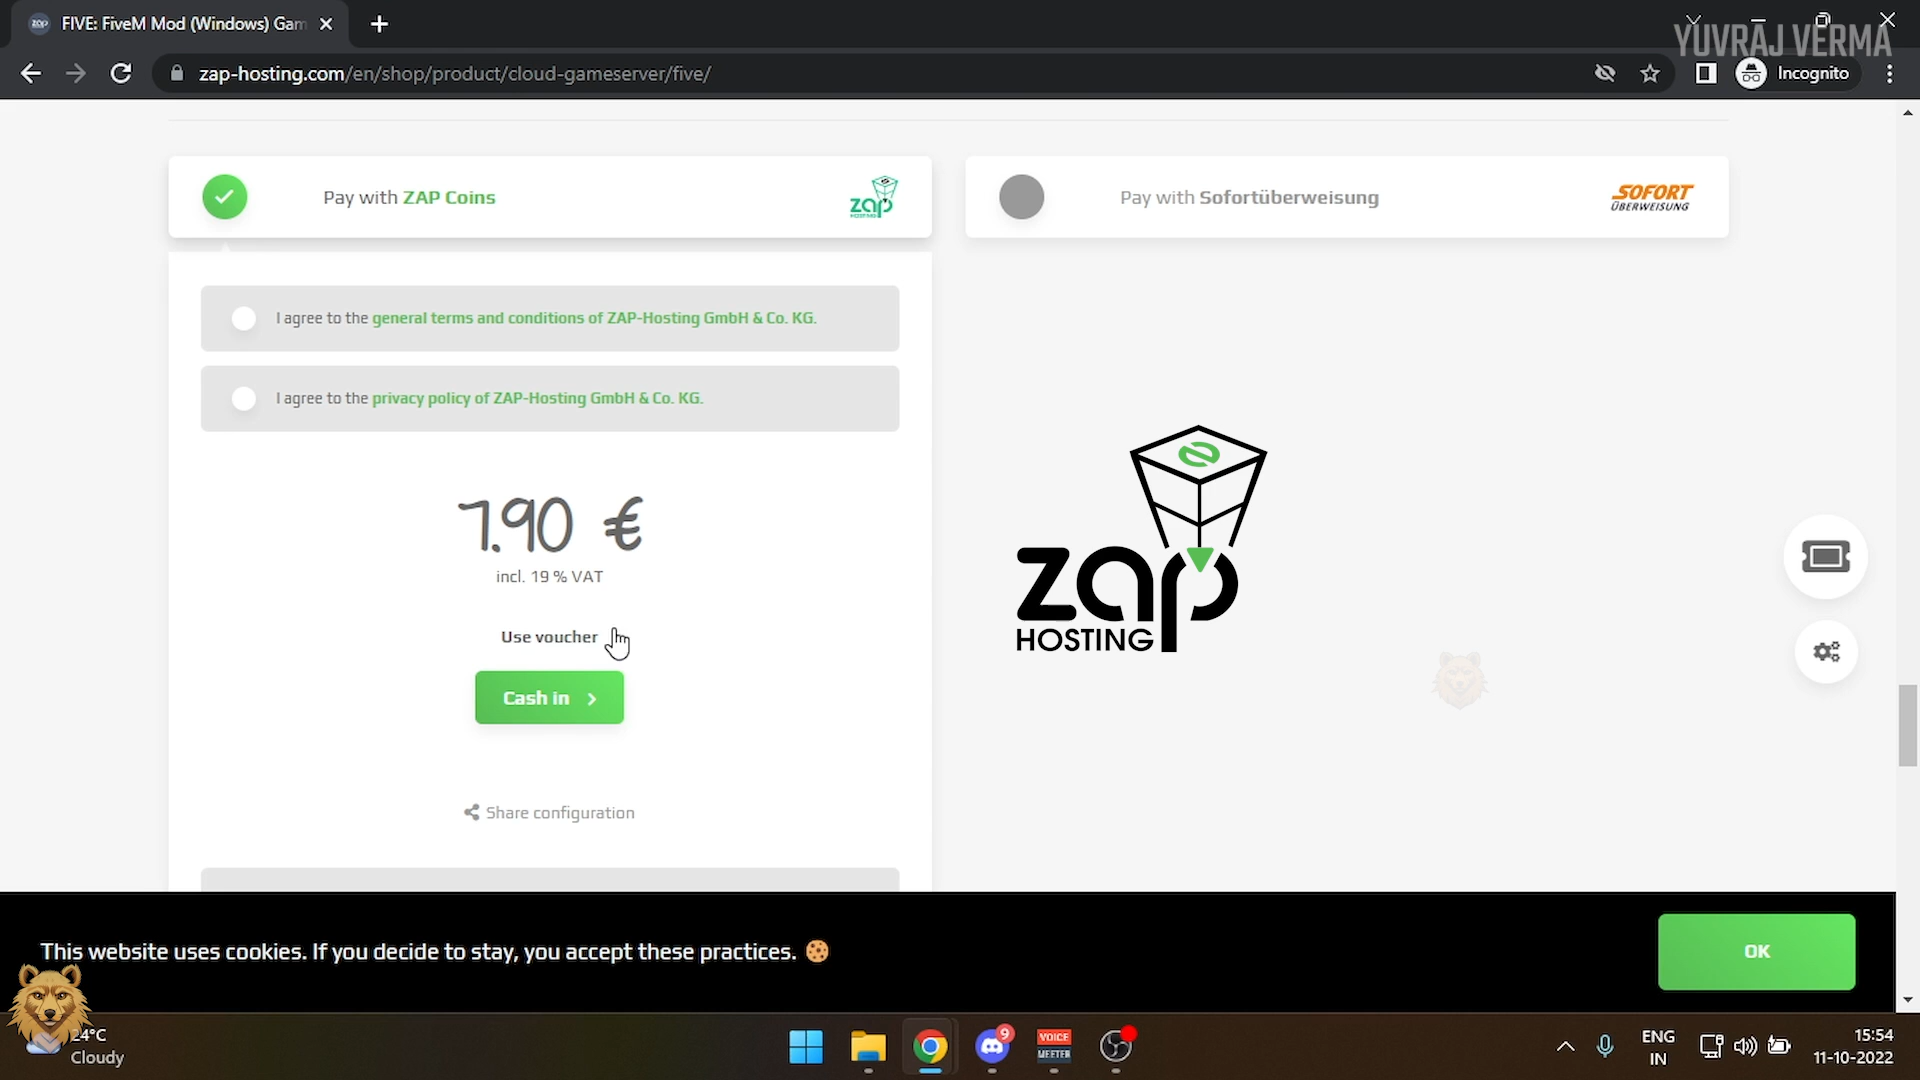 zap FIVE: FiveM Mod (Windows) Gam
YUVRAJ VERMA
zap-hosting.com/en/shop/product/cloud-gameserver/five/
Incognito
Pay with ZAP Coins
zap
HOSTING
Pay with Sofortüberweisung
SOFORT
ÜBERWEISUNG
I agree to the general terms and conditions of ZAP-Hosting GmbH & Co. KG.
I agree to the privacy policy of ZAP-Hosting GmbH & Co. KG.
7.90 €
incl. 19 % VAT
Use voucher
Cash in
Share configuration
zap
HOSTING
This website uses cookies. If you decide to stay, you accept these practices.
OK
24°C
Cloudy
9
VOICE
MEETER
ENG
IN
15:54
11-10-2022